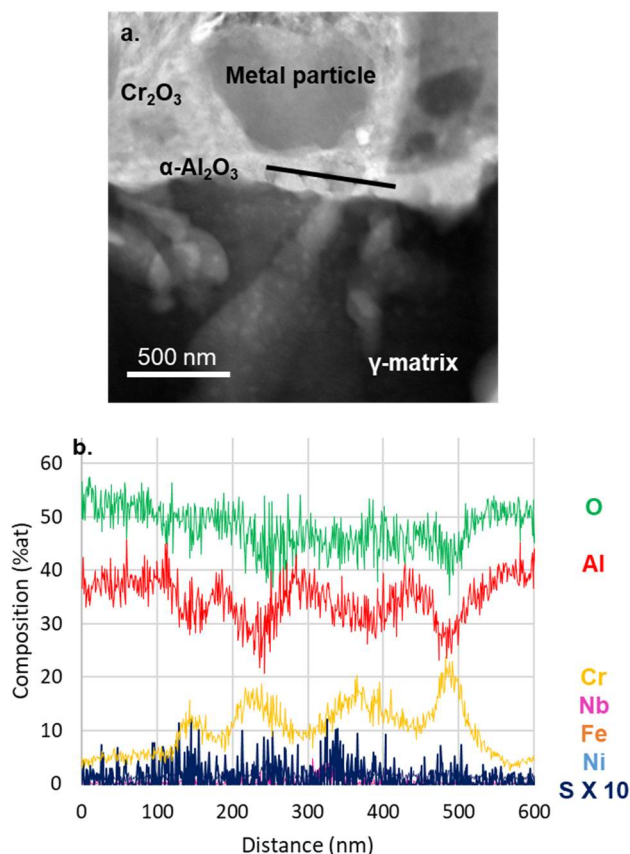 a.
Metal particle
Cr₂O₃
α-Al₂O₃
500 nm
γ-matrix
b.
60
50
40
30
20
10
0
Composition (%at)
0 100 200 300 400 500 600
Distance (nm)
O
Al
Cr
Nb
Fe
Ni
S X 10